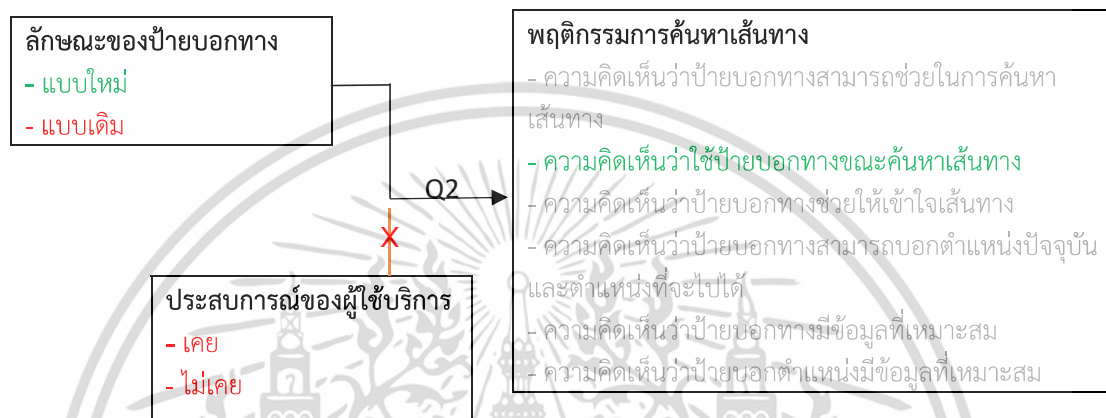 ลักษณะของป้ายบอกทาง
- แบบใหม่
- แบบเดิม
Q2
X
ประสบการณ์ของผู้ใช้บริการ
- เคย
- ไม่เคย
พฤติกรรมการค้นหาเส้นทาง
- ความคิดเห็นว่าป้ายบอกทางสามารถช่วยในการค้นหา
เส้นทาง
- ความคิดเห็นว่าใช้ป้ายบอกทางขณะค้นหาเส้นทาง
- ความคิดเห็นว่าป้ายบอกทางช่วยให้เข้าใจเส้นทาง
- ความคิดเห็นว่าป้ายบอกทางสามารถบอกตำแหน่งปัจจุบัน
และตำแหน่งที่จะไปได้
- ความคิดเห็นว่าป้ายบอกทางมีข้อมูลที่เหมาะสม
- ความคิดเห็นว่าป้ายบอกตำแหน่งมีข้อมูลที่เหมาะสม